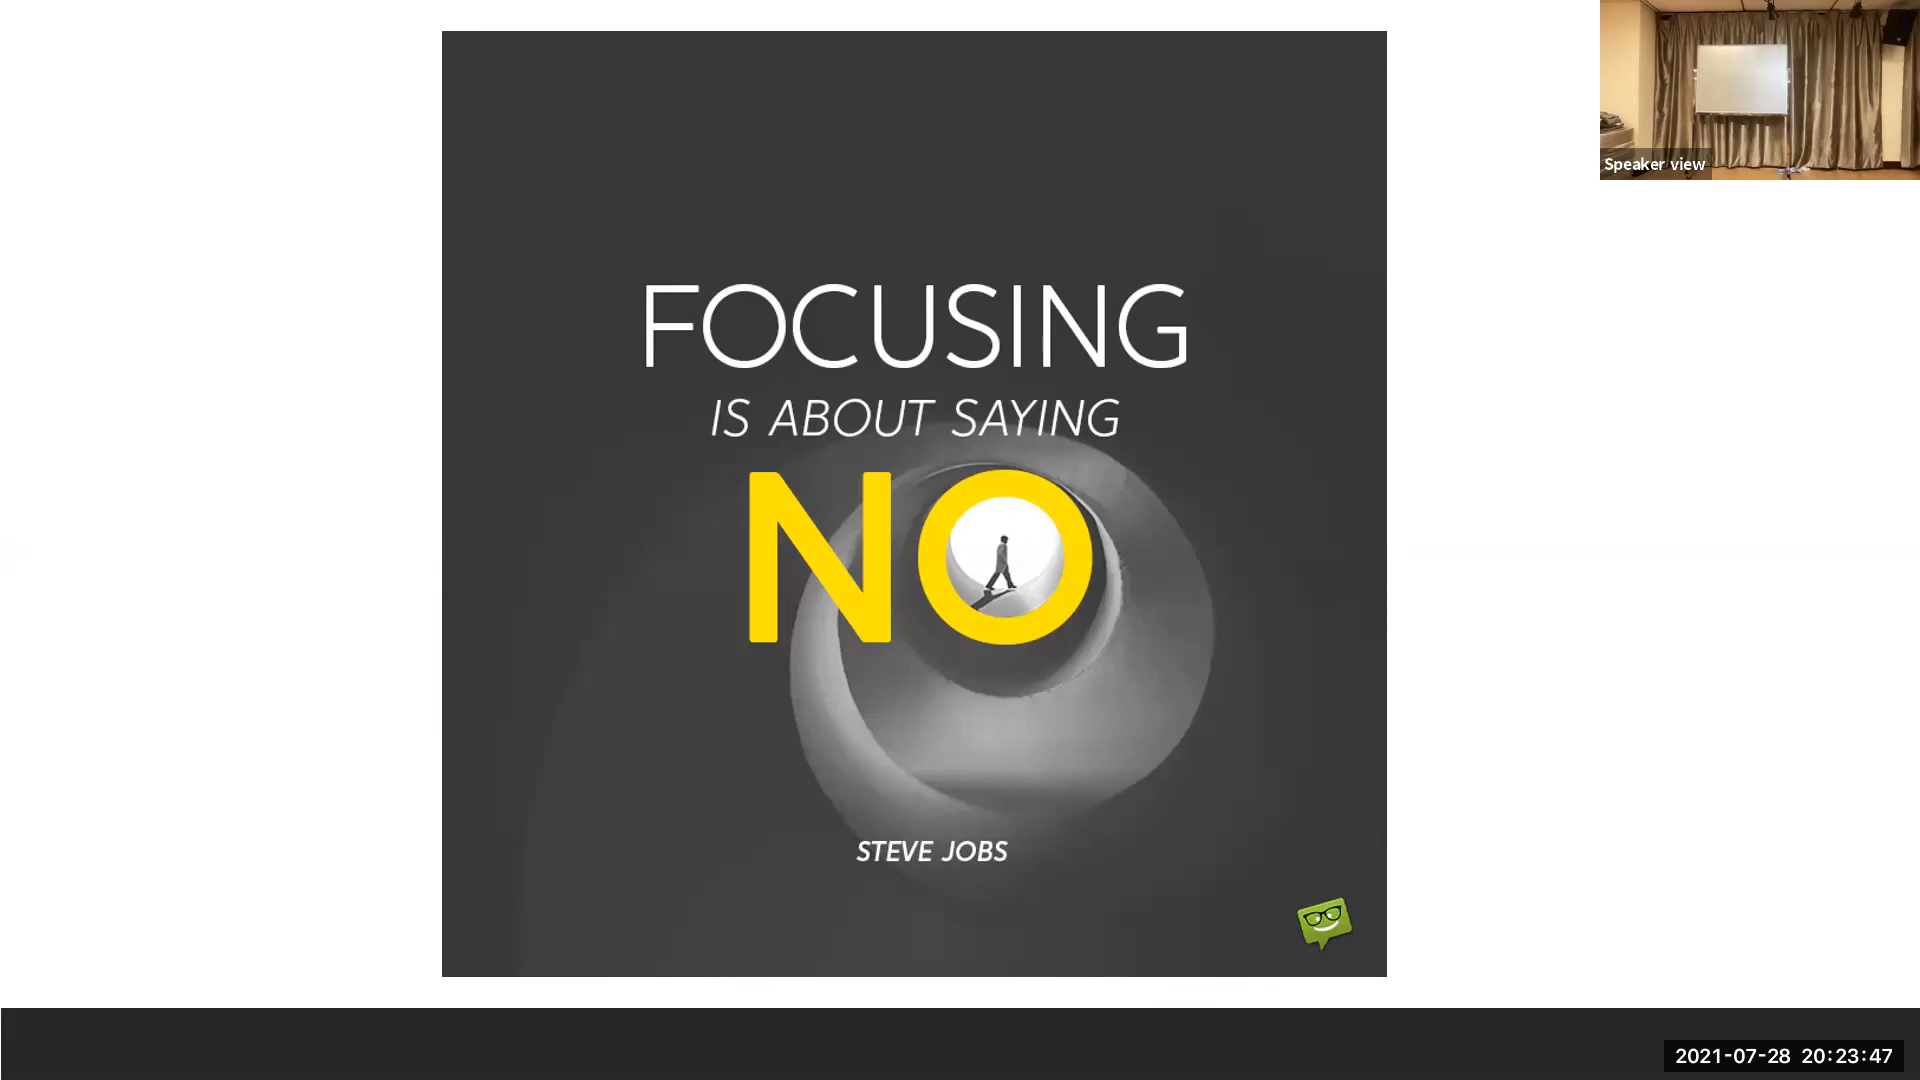 FOCUSING
IS ABOUT SAYING
NO
STEVE JOBS
Speaker view
2021-07-28 20:23:47